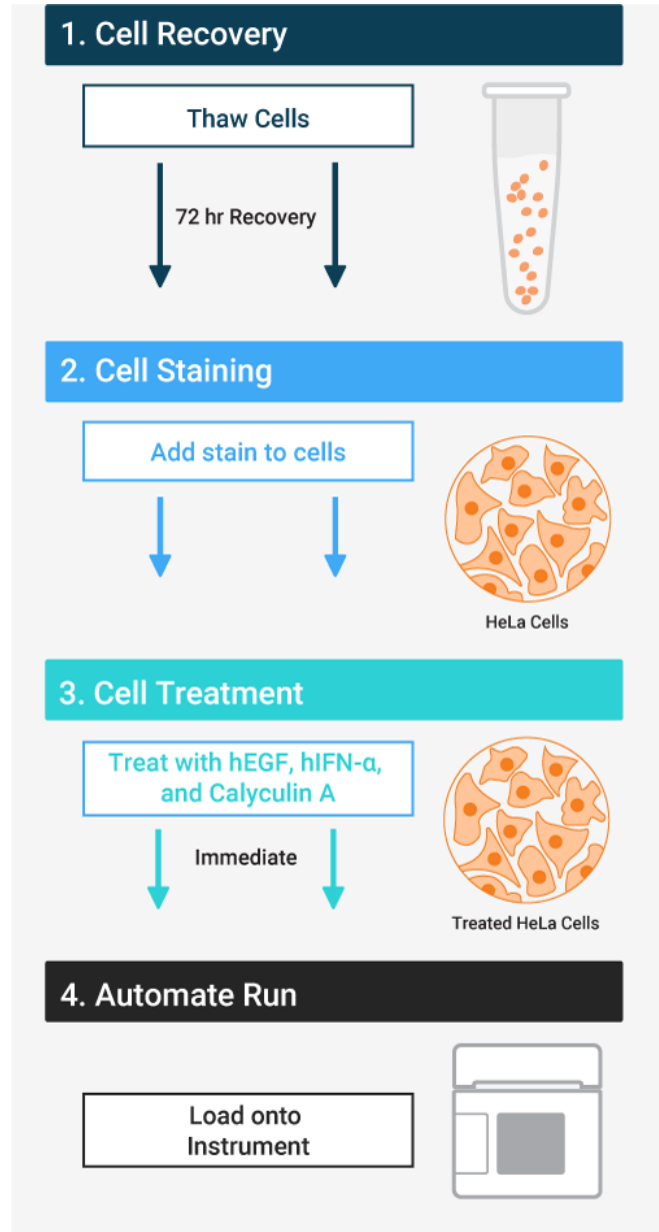 1. Cell Recovery
Thaw Cells
72 hr Recovery
2. Cell Staining
Add stain to cells
HeLa Cells
3. Cell Treatment
Treat with hEGF, hIFN-α,
and Calyculin A
Immediate
Treated HeLa Cells
4. Automate Run
Load onto
Instrument